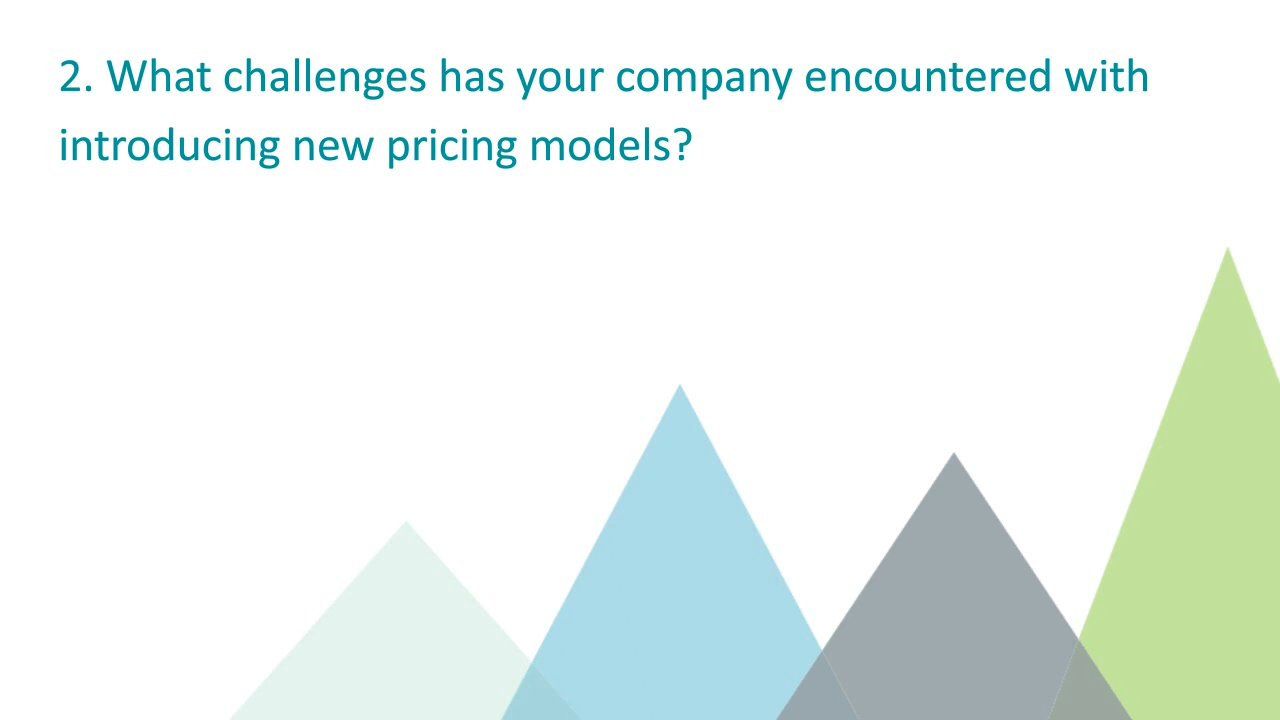 2. What challenges has your company encountered with
introducing new pricing models?